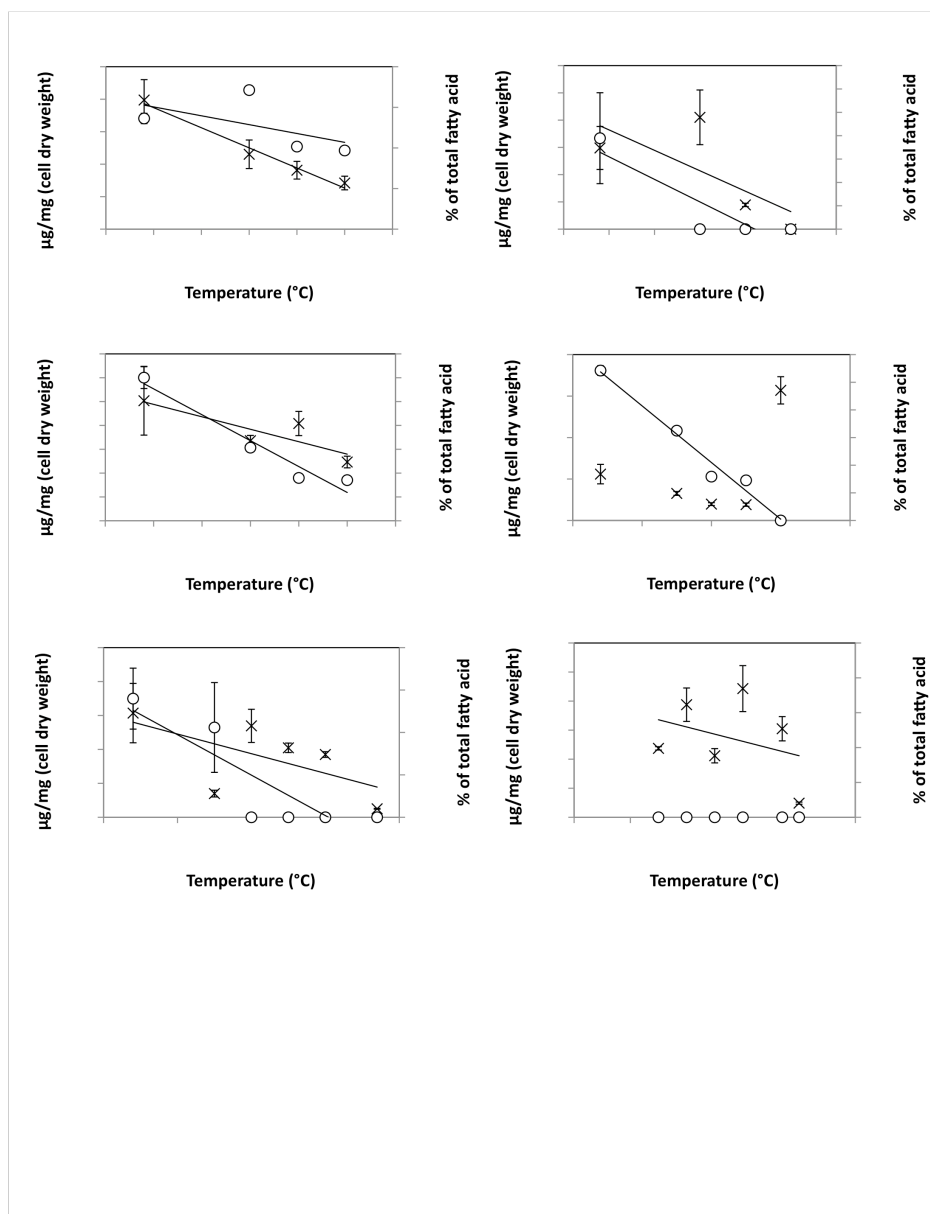 µg/mg (cell dry weight)
% of total fatty acid
Temperature (°C)
µg/mg (cell dry weight)
% of total fatty acid
Temperature (°C)
µg/mg (cell dry weight)
% of total fatty acid
Temperature (°C)
µg/mg (cell dry weight)
% of total fatty acid
Temperature (°C)
µg/mg (cell dry weight)
% of total fatty acid
Temperature (°C)
µg/mg (cell dry weight)
% of total fatty acid
Temperature (°C)